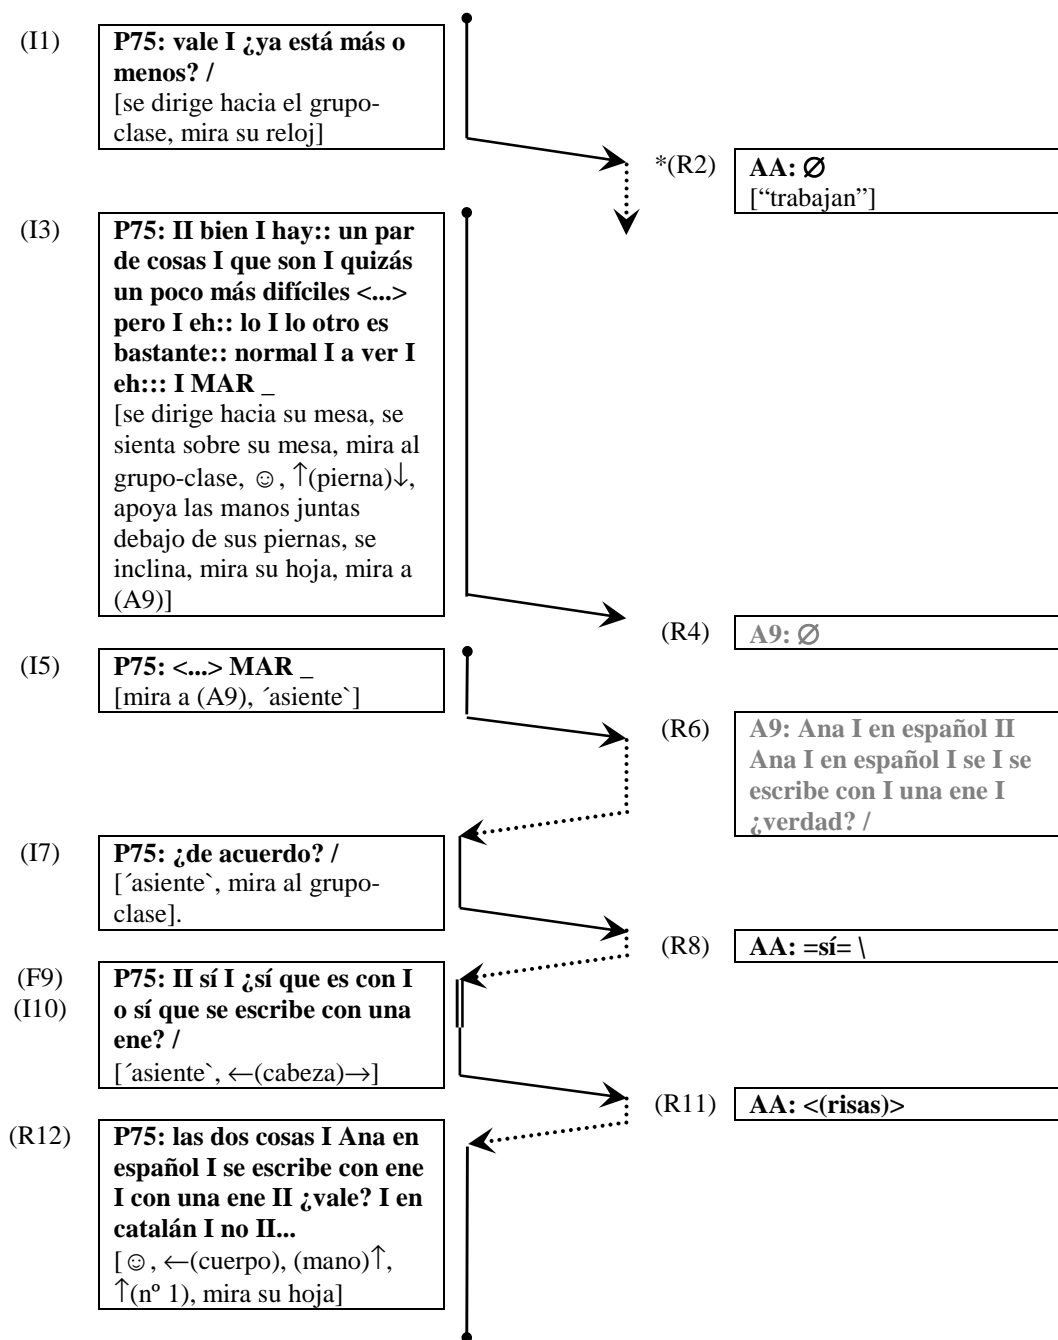 (I1)
P75: vale I ¿ya está más o
menos? /
[se dirige hacia el grupo-
clase, mira su reloj]
*(R2)
AA: ∅
[“trabajan”]
(I3)
P75: II bien I hay:: un par
de cosas I que son I quizás
un poco más difíciles <...>
pero I eh:: lo I lo otro es
bastante:: normal I a ver I
eh::: I MAR _
[se dirige hacia su mesa, se
sienta sobre su mesa, mira al
grupo-clase, ☺, ↑(pierna)↓,
apoya las manos juntas
debajo de sus piernas, se
inclina, mira su hoja, mira a
(A9)]
(R4)
A9: ∅
(I5)
P75: <...> MAR _
[mira a (A9), ´asiente`]
(R6)
A9: Ana I en español II
Ana I en español I se I se
escribe con I una ene I
¿verdad? /
(I7)
P75: ¿de acuerdo? /
[´asiente`, mira al grupo-
clase].
(R8)
AA: =sí= \
(F9)
(I10)
P75: II sí I ¿sí que es con I
o sí que se escribe con una
ene? /
[´asiente`, ←(cabeza)→]
(R11)
AA: <(risas)>
(R12)
P75: las dos cosas I Ana en
español I se escribe con ene
I con una ene II ¿vale? I en
catalán I no II...
[☺, ←(cuerpo), (mano)↑,
↑(nº 1), mira su hoja]